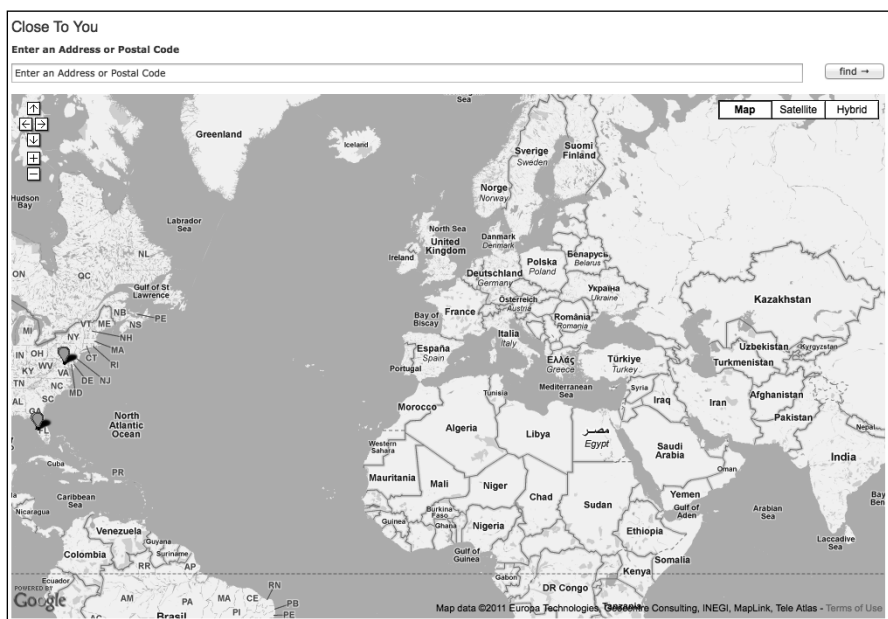 Close To You
Enter an Address or Postal Code
Enter an Address or Postal Code
find →
Map Satellite Hybrid
Sea
Greenland
Iceland
Sverige
Sweden
Suomi
Finland
Norge
Norway
Hudson
Bay
Labrador
Sea
North Sea
United
Kingdom
Danmark
Denmark
Ireland
Polska
Poland
Беларусь
Belarus
Deutschland
Germany
Україна
Ukraine
Österreich
Austria
Kazakhstan
NL
ON
QC
Gulf of St
Lawrence
NB
PE
VT
ME
NS
MI
NY
NH
MA
CT
RI
IN
OH
WV
KY
VA
DE
NJ
MD
TN
NC
SC
AL
GA
FL
France
Bay of
Biscay
România
Romania
Italia
Italy
España
Spain
Portugal
Ελλάς
Greece
Türkiye
Turkey
Uzbekistan
Kyrgyzstan
Turkmenistan
Mediterranean
Sea
Tunisia
Syria
Iraq
Iran
Afghanistan
Pakistan
Nepal
North
Atlantic
Ocean
Morocco
Algeria
Libya
مصر
Egypt
Western
Sahara
Saudi
Arabia
Oman
India
Cuba
PR
Mauritania
Mali
Niger
Chad
Sudan
Yemen
Gulf of
Aden
Arabian
Sea
Bay
Ben
Caribbean
Sea
Nicaragua
Guinea
Burkina
Faso
Ghana
Nigeria
Ethiopia
Laccadive
Sea
Venezuela
Guyana
Suriname
Colombia
Gulf of
Guinea
Somalia
Kenya
RR
AP
Ecuador
Gabon
DR Congo
Tanzania
AM
PA
MA
CE
RN
PB
PI
PE
AC
Brasil
POWERED BY
Google
Map data ©2011 Europa Technologies, Geocentre Consulting, INEGI, MapLink, Tele Atlas - Terms of Use